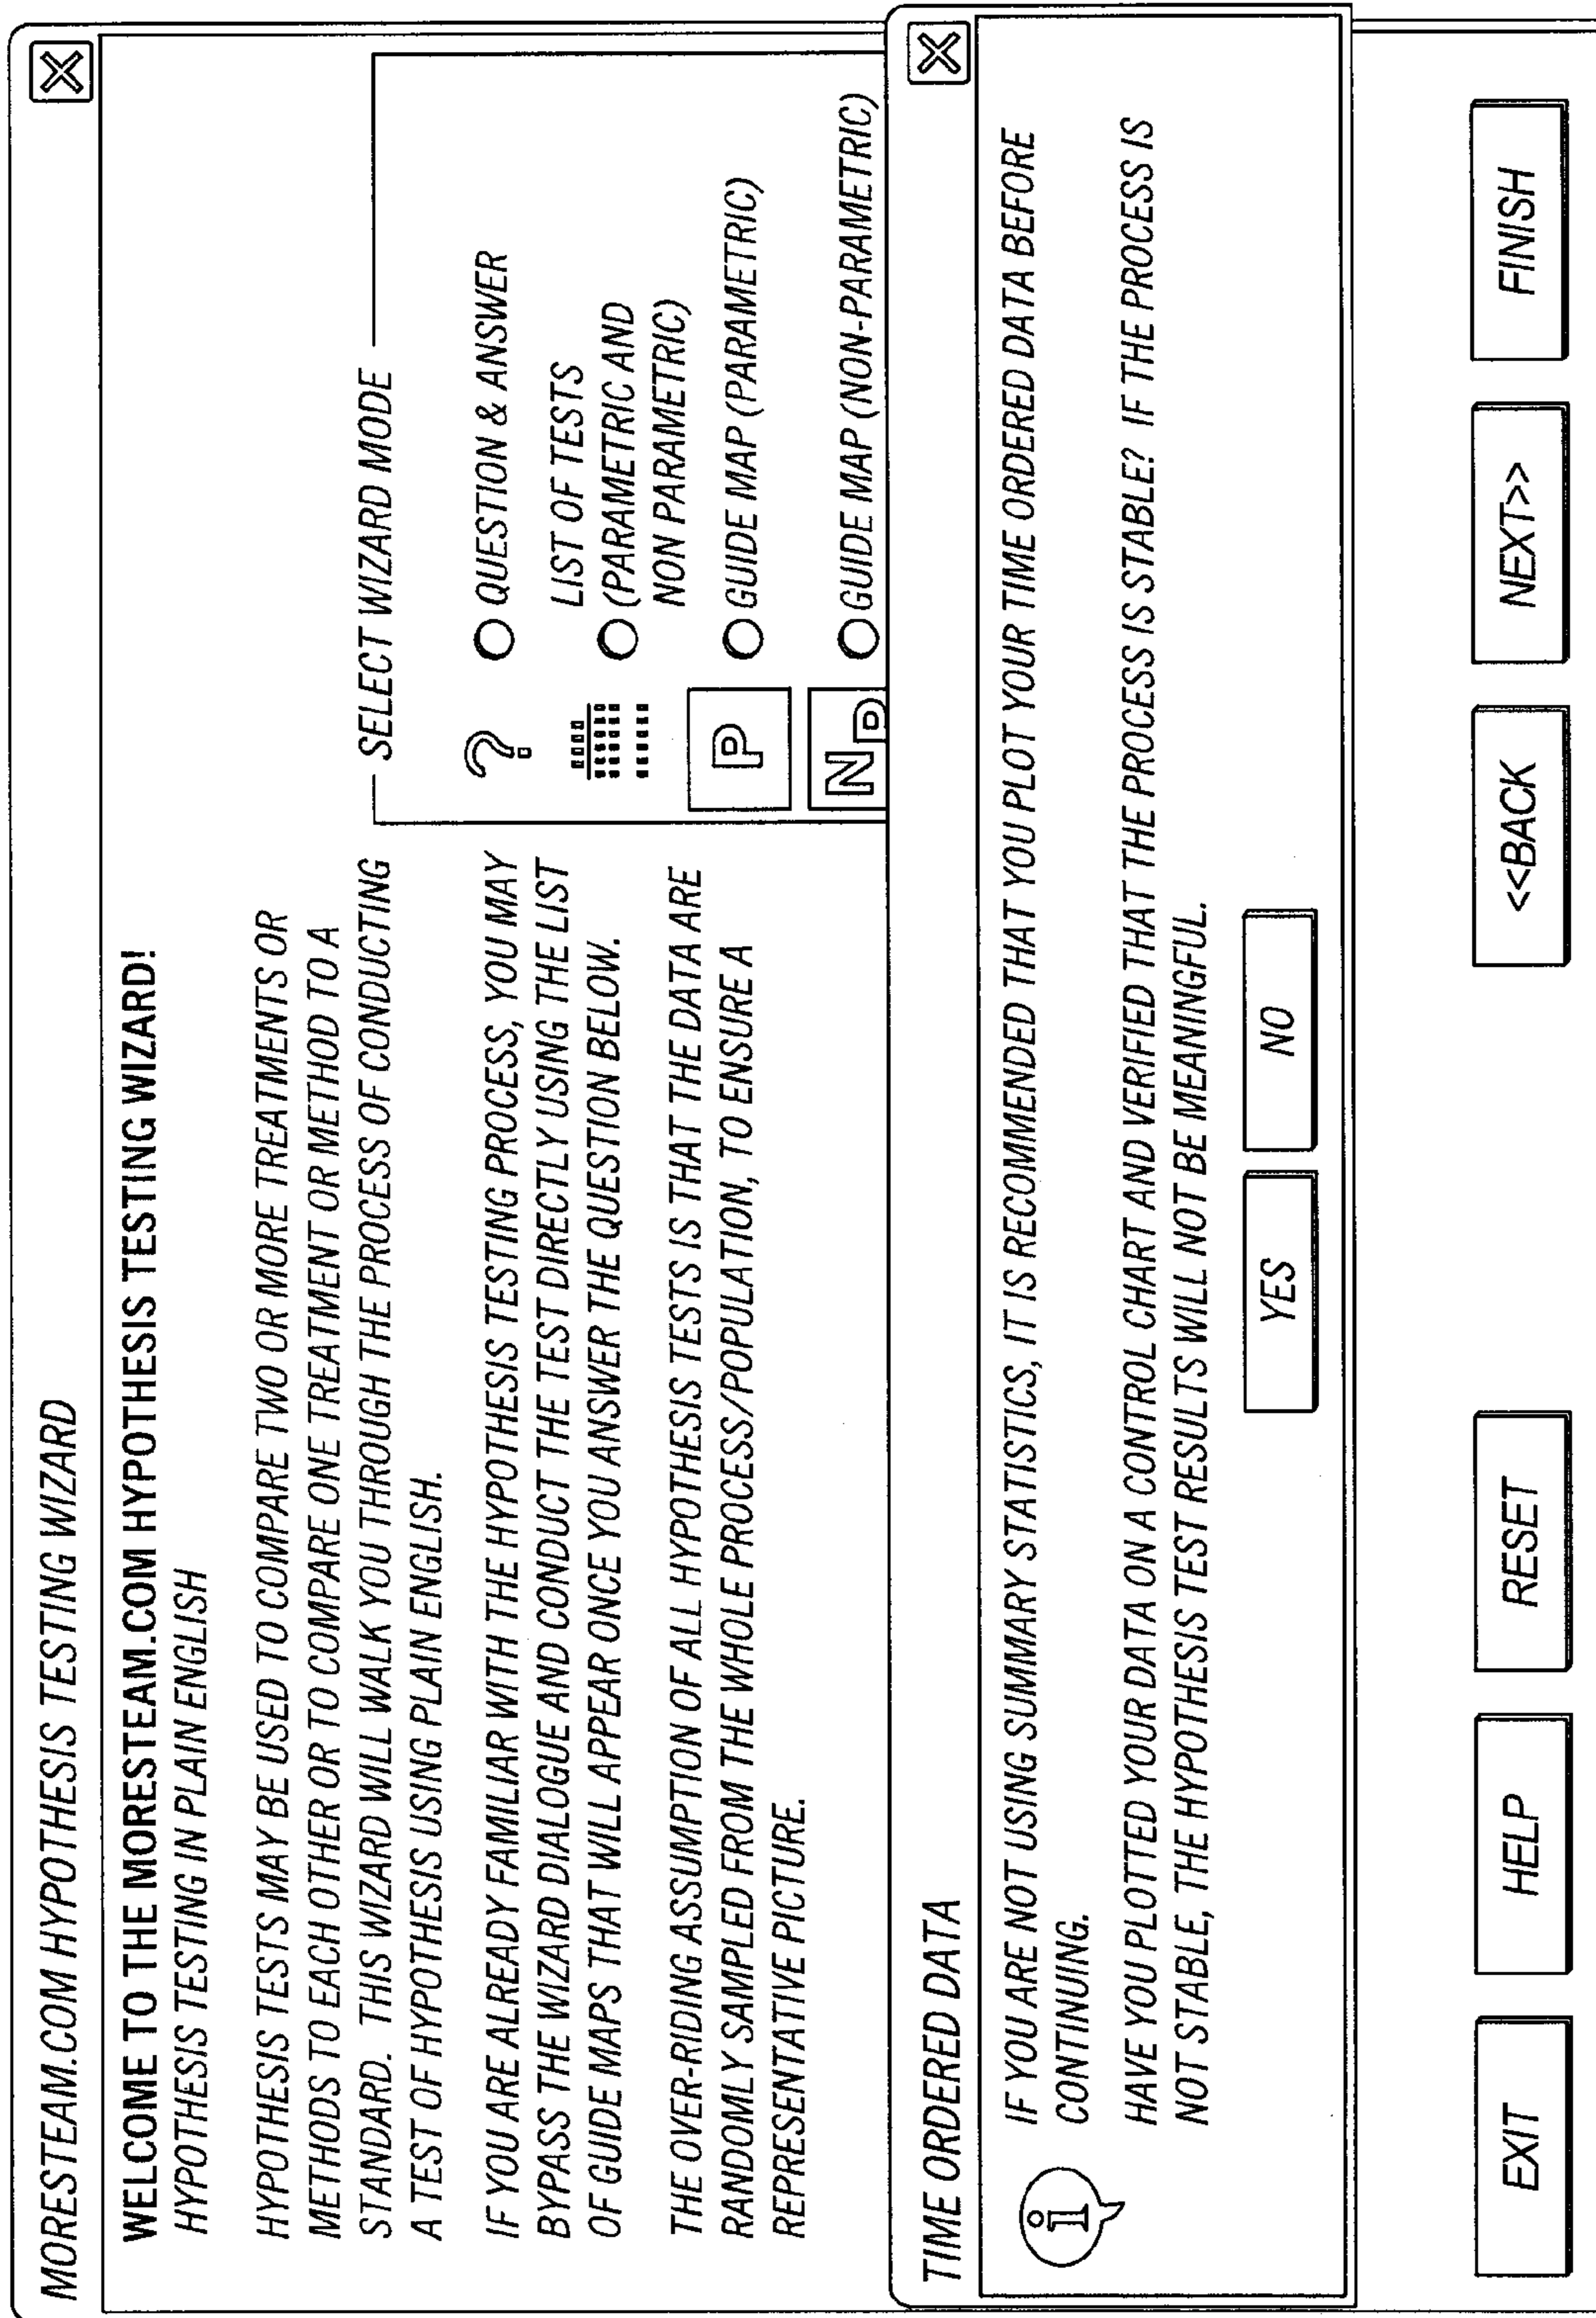 MORESTEAM.COM HYPOTHESIS TESTING WIZARD
WELCOME TO THE MORESTEAM.COM HYPOTHESIS TESTING WIZARD!
HYPOTHESIS TESTING IN PLAIN ENGLISH
HYPOTHESIS TESTS MAY BE USED TO COMPARE TWO OR MORE TREATMENTS OR
METHODS TO EACH OTHER OR TO COMPARE ONE TREATMENT OR METHOD TO A
STANDARD. THIS WIZARD WILL WALK YOU THROUGH THE PROCESS OF CONDUCTING
A TEST OF HYPOTHESIS USING PLAIN ENGLISH.
IF YOU ARE ALREADY FAMILIAR WITH THE HYPOTHESIS TESTING PROCESS, YOU MAY
BYPASS THE WIZARD DIALOGUE AND CONDUCT THE TEST DIRECTLY USING THE LIST
OF GUIDE MAPS THAT WILL APPEAR ONCE YOU ANSWER THE QUESTION BELOW.
THE OVER-RIDING ASSUMPTION OF ALL HYPOTHESIS TESTS IS THAT THE DATA ARE
RANDOMLY SAMPLED FROM THE WHOLE PROCESS/POPULATION, TO ENSURE A
REPRESENTATIVE PICTURE.
SELECT WIZARD MODE
? QUESTION & ANSWER
LIST OF TESTS
(PARAMETRIC AND
NON PARAMETRIC)
P GUIDE MAP (PARAMETRIC)
NP GUIDE MAP (NON-PARAMETRIC)
TIME ORDERED DATA
i IF YOU ARE NOT USING SUMMARY STATISTICS, IT IS RECOMMENDED THAT YOU PLOT YOUR TIME ORDERED DATA BEFORE
CONTINUING.
HAVE YOU PLOTTED YOUR DATA ON A CONTROL CHART AND VERIFIED THAT THE PROCESS IS STABLE? IF THE PROCESS IS
NOT STABLE, THE HYPOTHESIS TEST RESULTS WILL NOT BE MEANINGFUL.
YES NO
EXIT HELP RESET <<BACK NEXT>> FINISH